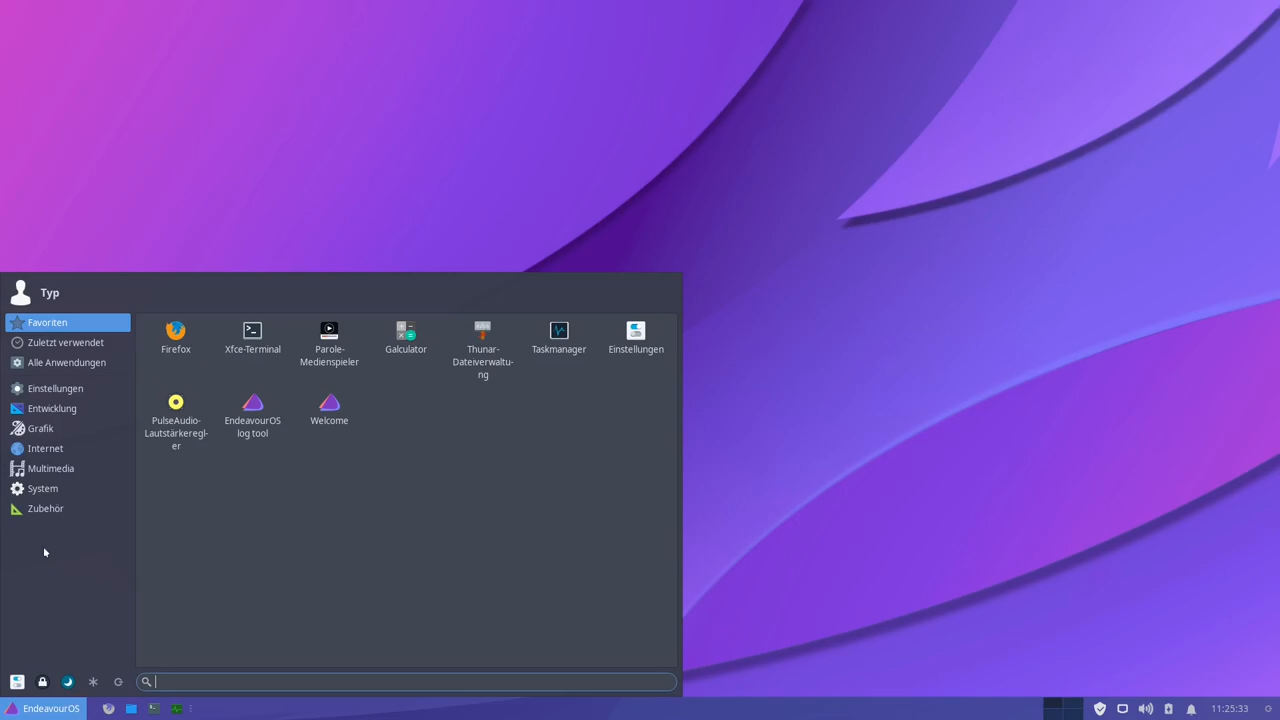 Typ
Favoriten
Zuletzt verwendet
Alle Anwendungen
Einstellungen
Entwicklung
Grafik
Internet
Multimedia
System
Zubehör
Firefox
Xfce-Terminal
Parole-
Medienspieler
Galculator
Thunar-
Dateiverwaltu-
ng
Taskmanager
Einstellungen
PulseAudio-
Lautstärkeregl-
er
EndeavourOS
log tool
Welcome
EndeavourOS
11:25:33